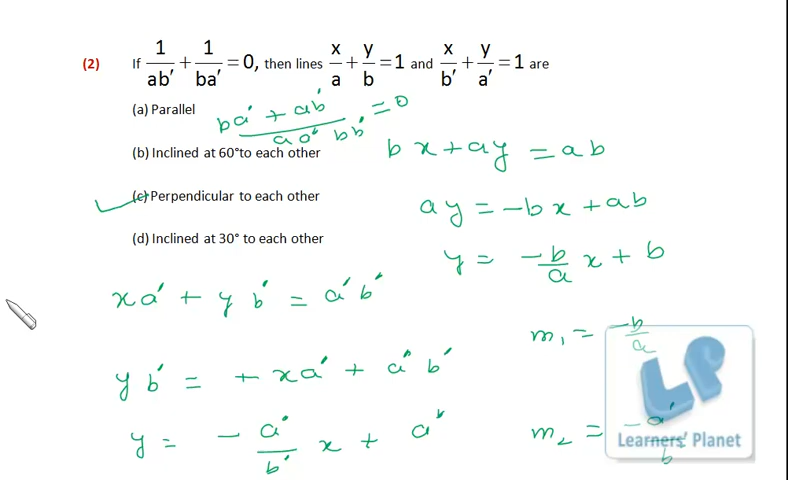 (2) If 1/ab′ + 1/ba′ = 0, then lines x/a + y/b = 1 and x/b′ + y/a′ = 1 are
(a) Parallel
ba′ + ab′ / aa′ bb′ = 0
(b) Inclined at 60°to each other
bx + ay = ab
(c) Perpendicular to each other
ay = -bx + ab
(d) Inclined at 30° to each other
y = -b/a x + b
xa′ + yb′ = a′b′
m₁ = -b/a
yb′ = + xa′ + a′b′
y = - a′/b′ x + a′
m₂ = -a′/b
Learners' Planet